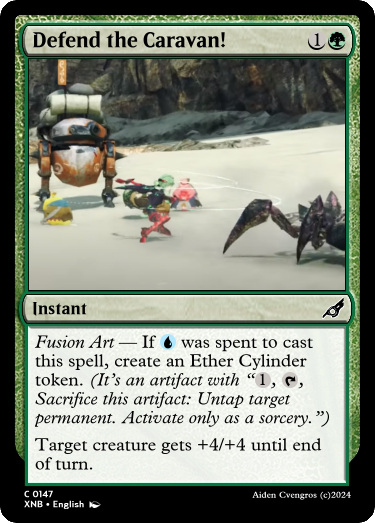 Defend the Caravan! 1
Instant
Fusion Art — If was spent to cast
this spell, create an Ether Cylinder
token. (It's an artifact with “1, ,
Sacrifice this artifact: Untap target
permanent. Activate only as a sorcery.”)
Target creature gets +4/+4 until end
of turn.
C 0147
XNB • English Aiden Cvengros (c)2024